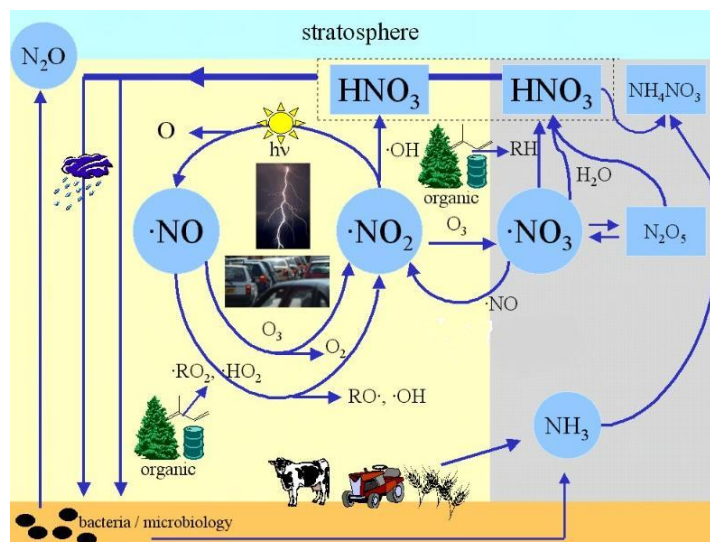 stratosphere
N₂O
HNO₃
HNO₃
NH₄NO₃
O
hν
·OH
organic
RH
H₂O
·NO
·NO₂
O₃
·NO₃
N₂O₅
·NO
O₃
O₂
·RO₂, ·HO₂
RO·, ·OH
organic
NH₃
bacteria / microbiology